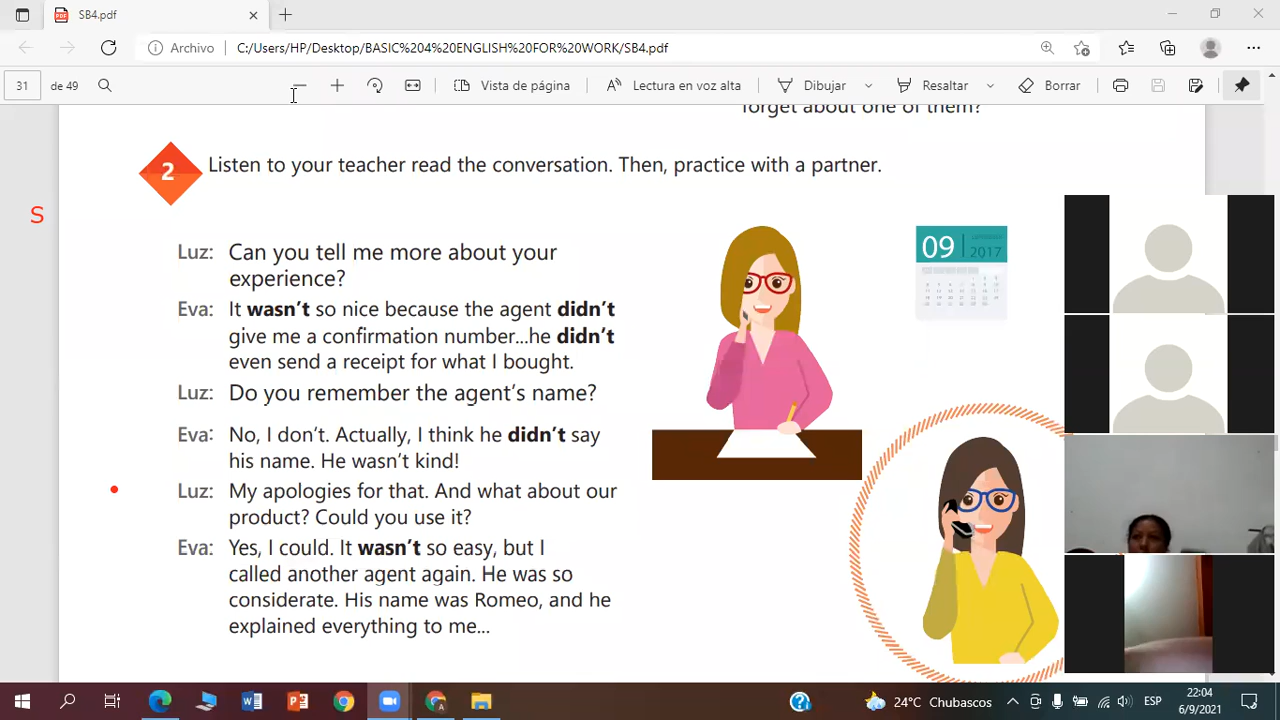 SB4.pdf
Archivo C:/Users/HP/Desktop/BASIC%204%20ENGLISH%20FOR%20WORK/SB4.pdf
31 de 49 Vista de página Lectura en voz alta Dibujar Resaltar Borrar
forget about one of them?
2 Listen to your teacher read the conversation. Then, practice with a partner.
S
Luz: Can you tell me more about your
experience?
Eva: It wasn't so nice because the agent didn't
give me a confirmation number...he didn't
even send a receipt for what I bought.
Luz: Do you remember the agent's name?
Eva: No, I don't. Actually, I think he didn't say
his name. He wasn't kind!
Luz: My apologies for that. And what about our
product? Could you use it?
Eva: Yes, I could. It wasn't so easy, but I
called another agent again. He was so
considerate. His name was Romeo, and he
explained everything to me...
09 2017
24°C Chubascos ESP 22:04
6/9/2021